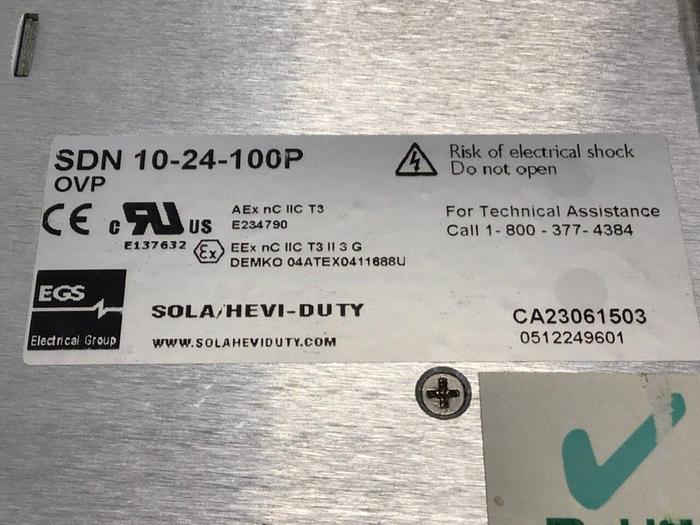 SDN 10-24-100P
OVP
Risk of electrical shock
Do not open
CE c RU US
E137632
AEx nC IIC T3
E234790
Ex
EEx nC IIC T3 II 3 G
DEMKO 04ATEX0411688U
For Technical Assistance
Call 1- 800 - 377- 4384
EGS
Electrical Group
SOLA/HEVI-DUTY
WWW.SOLAHEVIDUTY.COM
CA23061503
0512249601